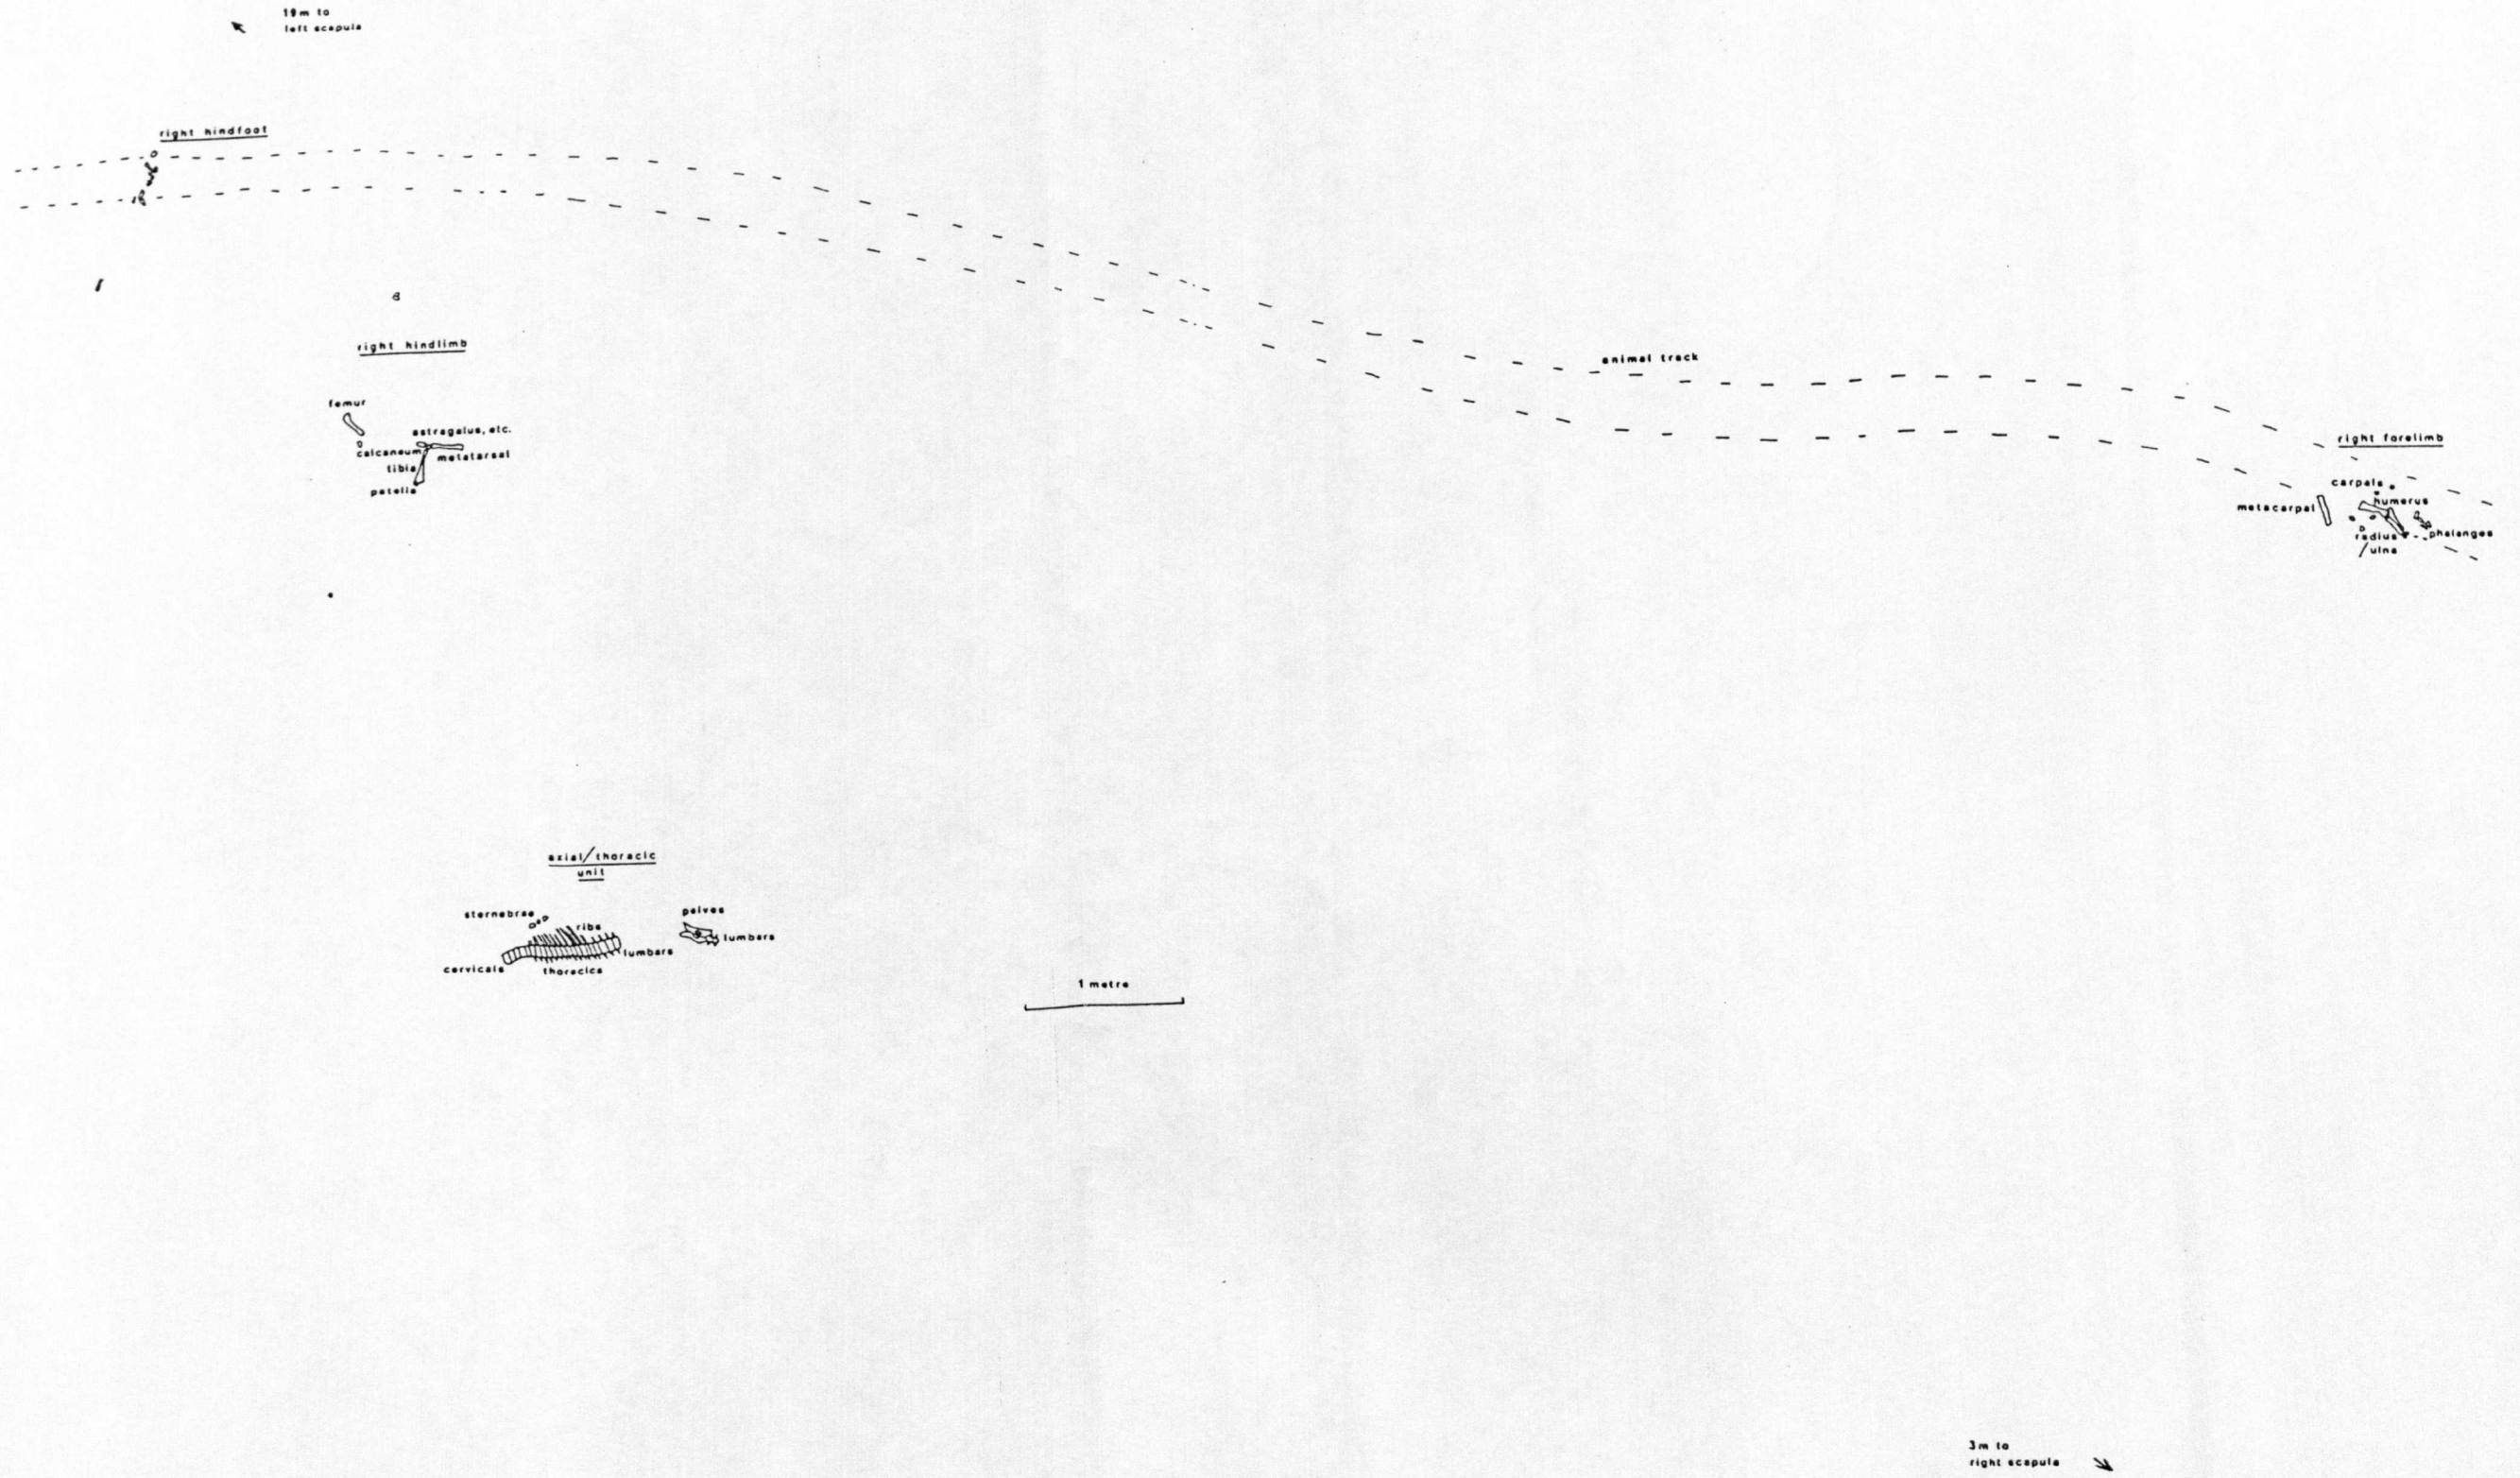 19m to
left scapula
right hindfoot
right hindlimb
femur
astragalus, etc.
calcaneum
metatarsal
tibia
patella
animal track
right forelimb
carpals
humerus
metacarpal
phalanges
radius
/ulna
axial/thoracic
unit
sternebrae
ribs
pelves
lumbars
lumbars
cervicals
thoracics
1 metre
3m to
right scapula